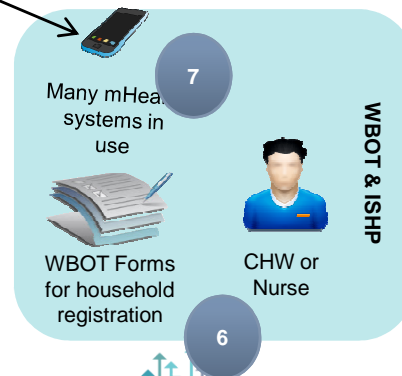 7
Many mHea
systems in
use
WBOT & ISHP
WBOT Forms
for household
registration
CHW or
Nurse
6